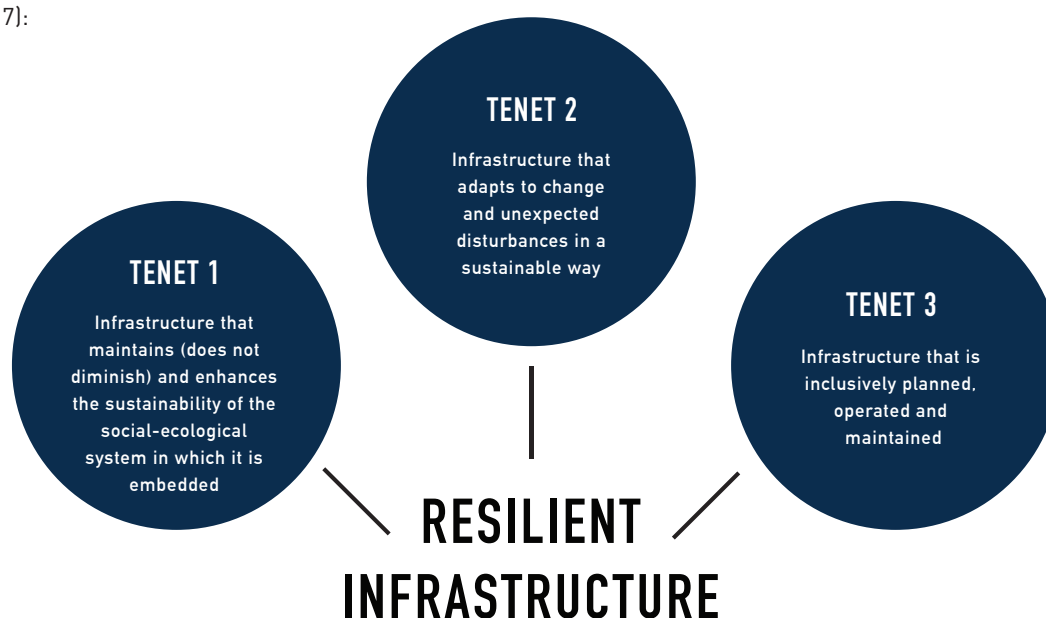 7):
TENET 1
Infrastructure that
maintains (does not
diminish) and enhances
the sustainability of the
social-ecological
system in which it is
embedded
TENET 2
Infrastructure that
adapts to change
and unexpected
disturbances in a
sustainable way
TENET 3
Infrastructure that is
inclusively planned,
operated and
maintained
RESILIENT
INFRASTRUCTURE